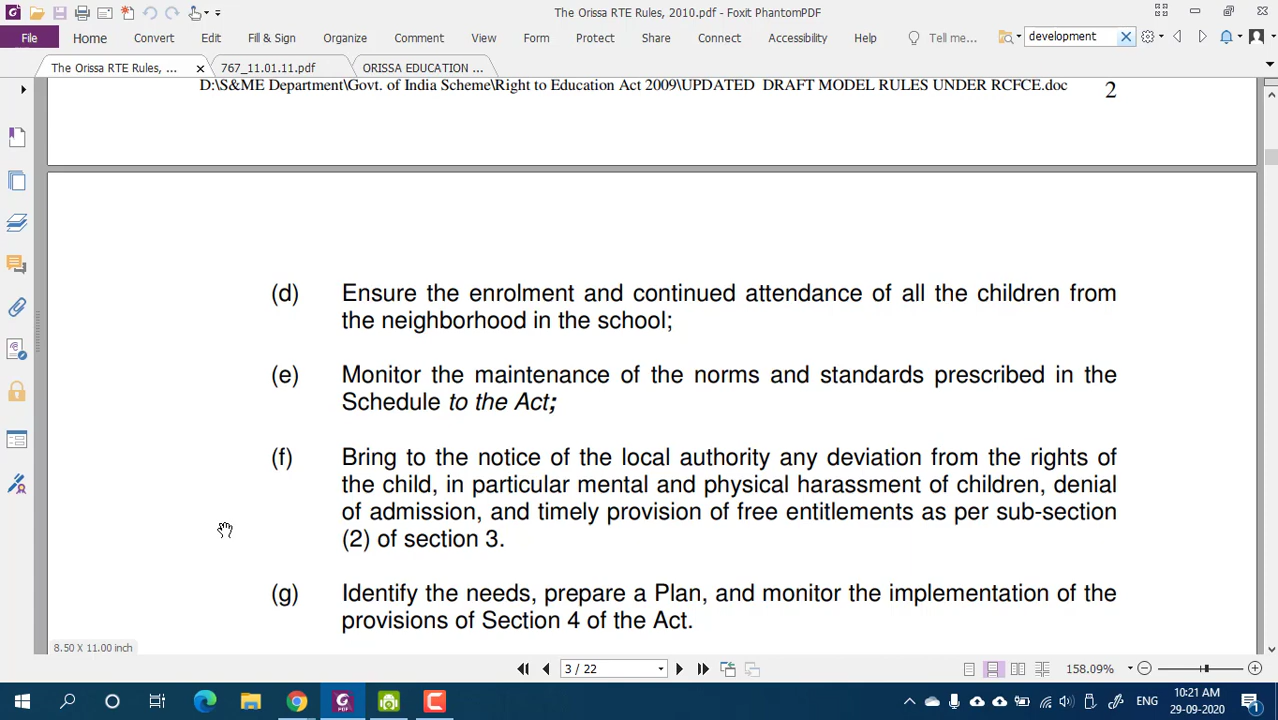 The Orissa RTE Rules, 2010.pdf - Foxit PhantomPDF
File Home Convert Edit Fill & Sign Organize Comment View Form Protect Share Connect Accessibility Help Tell me... development
The Orissa RTE Rules, ... 767_11.01.11.pdf ORISSA EDUCATION ...
D:\S&ME Department\Govt. of India Scheme\Right to Education Act 2009\UPDATED DRAFT MODEL RULES UNDER RCFCE.doc 2
(d) Ensure the enrolment and continued attendance of all the children from
the neighborhood in the school;
(e) Monitor the maintenance of the norms and standards prescribed in the
Schedule to the Act;
(f) Bring to the notice of the local authority any deviation from the rights of
the child, in particular mental and physical harassment of children, denial
of admission, and timely provision of free entitlements as per sub-section
(2) of section 3.
(g) Identify the needs, prepare a Plan, and monitor the implementation of the
provisions of Section 4 of the Act.
8.50 X 11.00 inch
3 / 22 158.09%
ENG 10:21 AM
29-09-2020 1